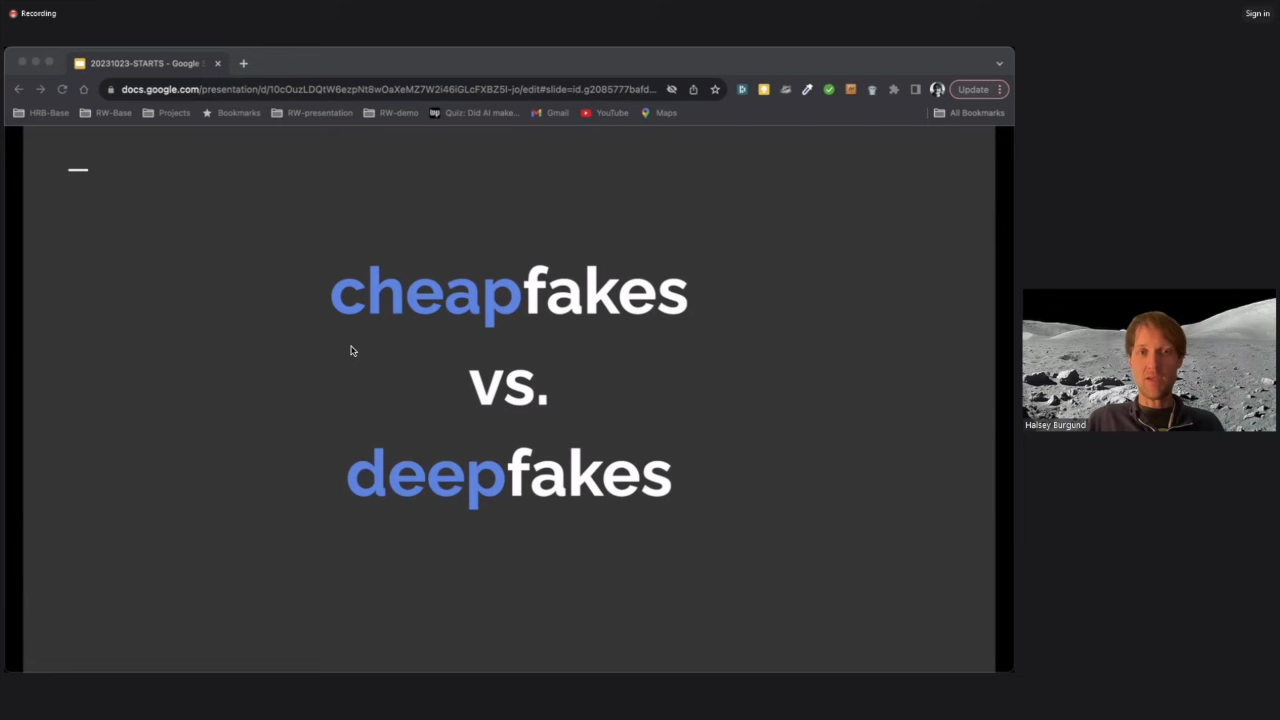 Recording
Sign in
20231023-STARTS - Google S
Update
docs.google.com/presentation/d/10cOuzLDQtW6ezpNt8wOaXeMZ7W2i46iGLcFXBZ5I-jo/edit#slide=id.g2085777bafd...
HRB-Base
RW-Base
Projects
Bookmarks
RW-presentation
RW-demo
Quiz: Did AI make...
Gmail
YouTube
Maps
All Bookmarks
cheapfakes
vs.
deepfakes
Halsey Burgund